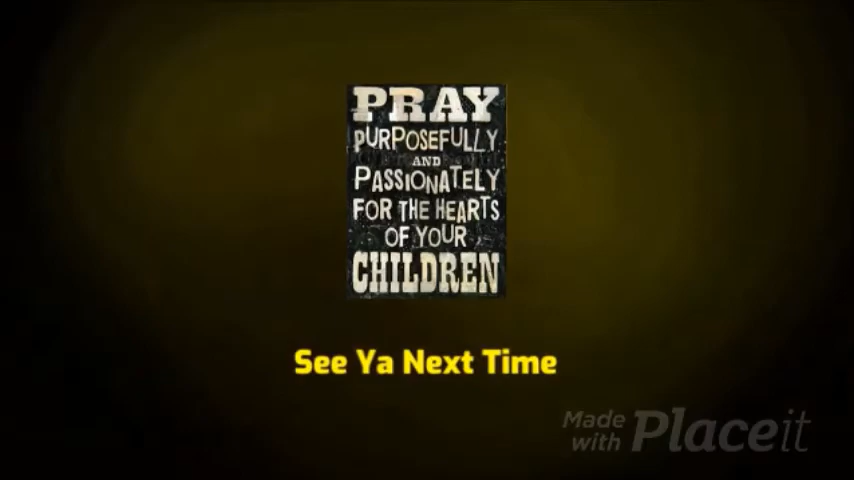 PRAY
PURPOSEFULLY
AND
PASSIONATELY
FOR THE HEARTS
OF YOUR
CHILDREN
See Ya Next Time
Made with Placeit